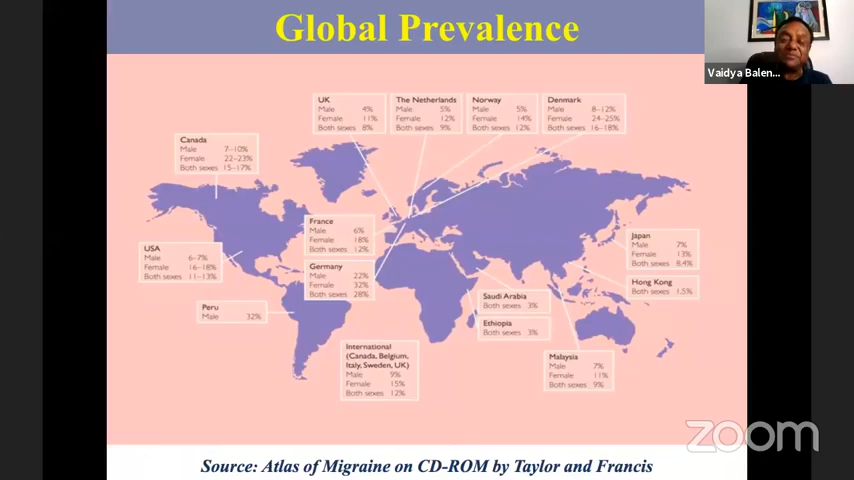 Global Prevalence
Vaidya Balen...
UK
Male 4%
Female 11%
Both sexes 8%
The Netherlands
Male 5%
Female 12%
Both sexes 9%
Norway
Male 5%
Female 14%
Both sexes 12%
Denmark
Male 8–12%
Female 24–25%
Both sexes 16–18%
Canada
Male 7–10%
Female 22–23%
Both sexes 15–17%
France
Male 6%
Female 18%
Both sexes 12%
USA
Male 6–7%
Female 16–18%
Both sexes 11–13%
Germany
Male 22%
Female 32%
Both sexes 28%
Japan
Male 7%
Female 13%
Both sexes 8.4%
Hong Kong
Both sexes 1.5%
Saudi Arabia
Both sexes 3%
Ethiopia
Both sexes 3%
Peru
Male 32%
International
(Canada, Belgium,
Italy, Sweden, UK)
Male 9%
Female 15%
Both sexes 12%
Malaysia
Male 7%
Female 11%
Both sexes 9%
zoom
Source: Atlas of Migraine on CD-ROM by Taylor and Francis